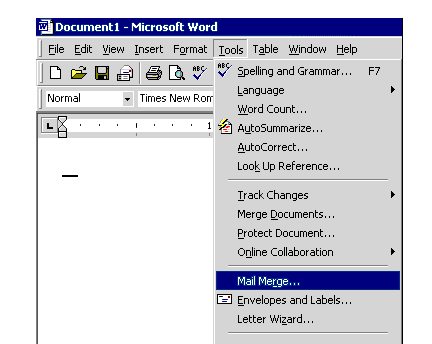 Document1 - Microsoft Word
File Edit View Insert Format Tools Table Window Help
Spelling and Grammar... F7
Language
Normal Times New Rom
Word Count...
1
AutoSummarize...
AutoCorrect...
Look Up Reference...
Track Changes
Merge Documents...
Protect Document...
Online Collaboration
Mail Merge...
Envelopes and Labels...
Letter Wizard...